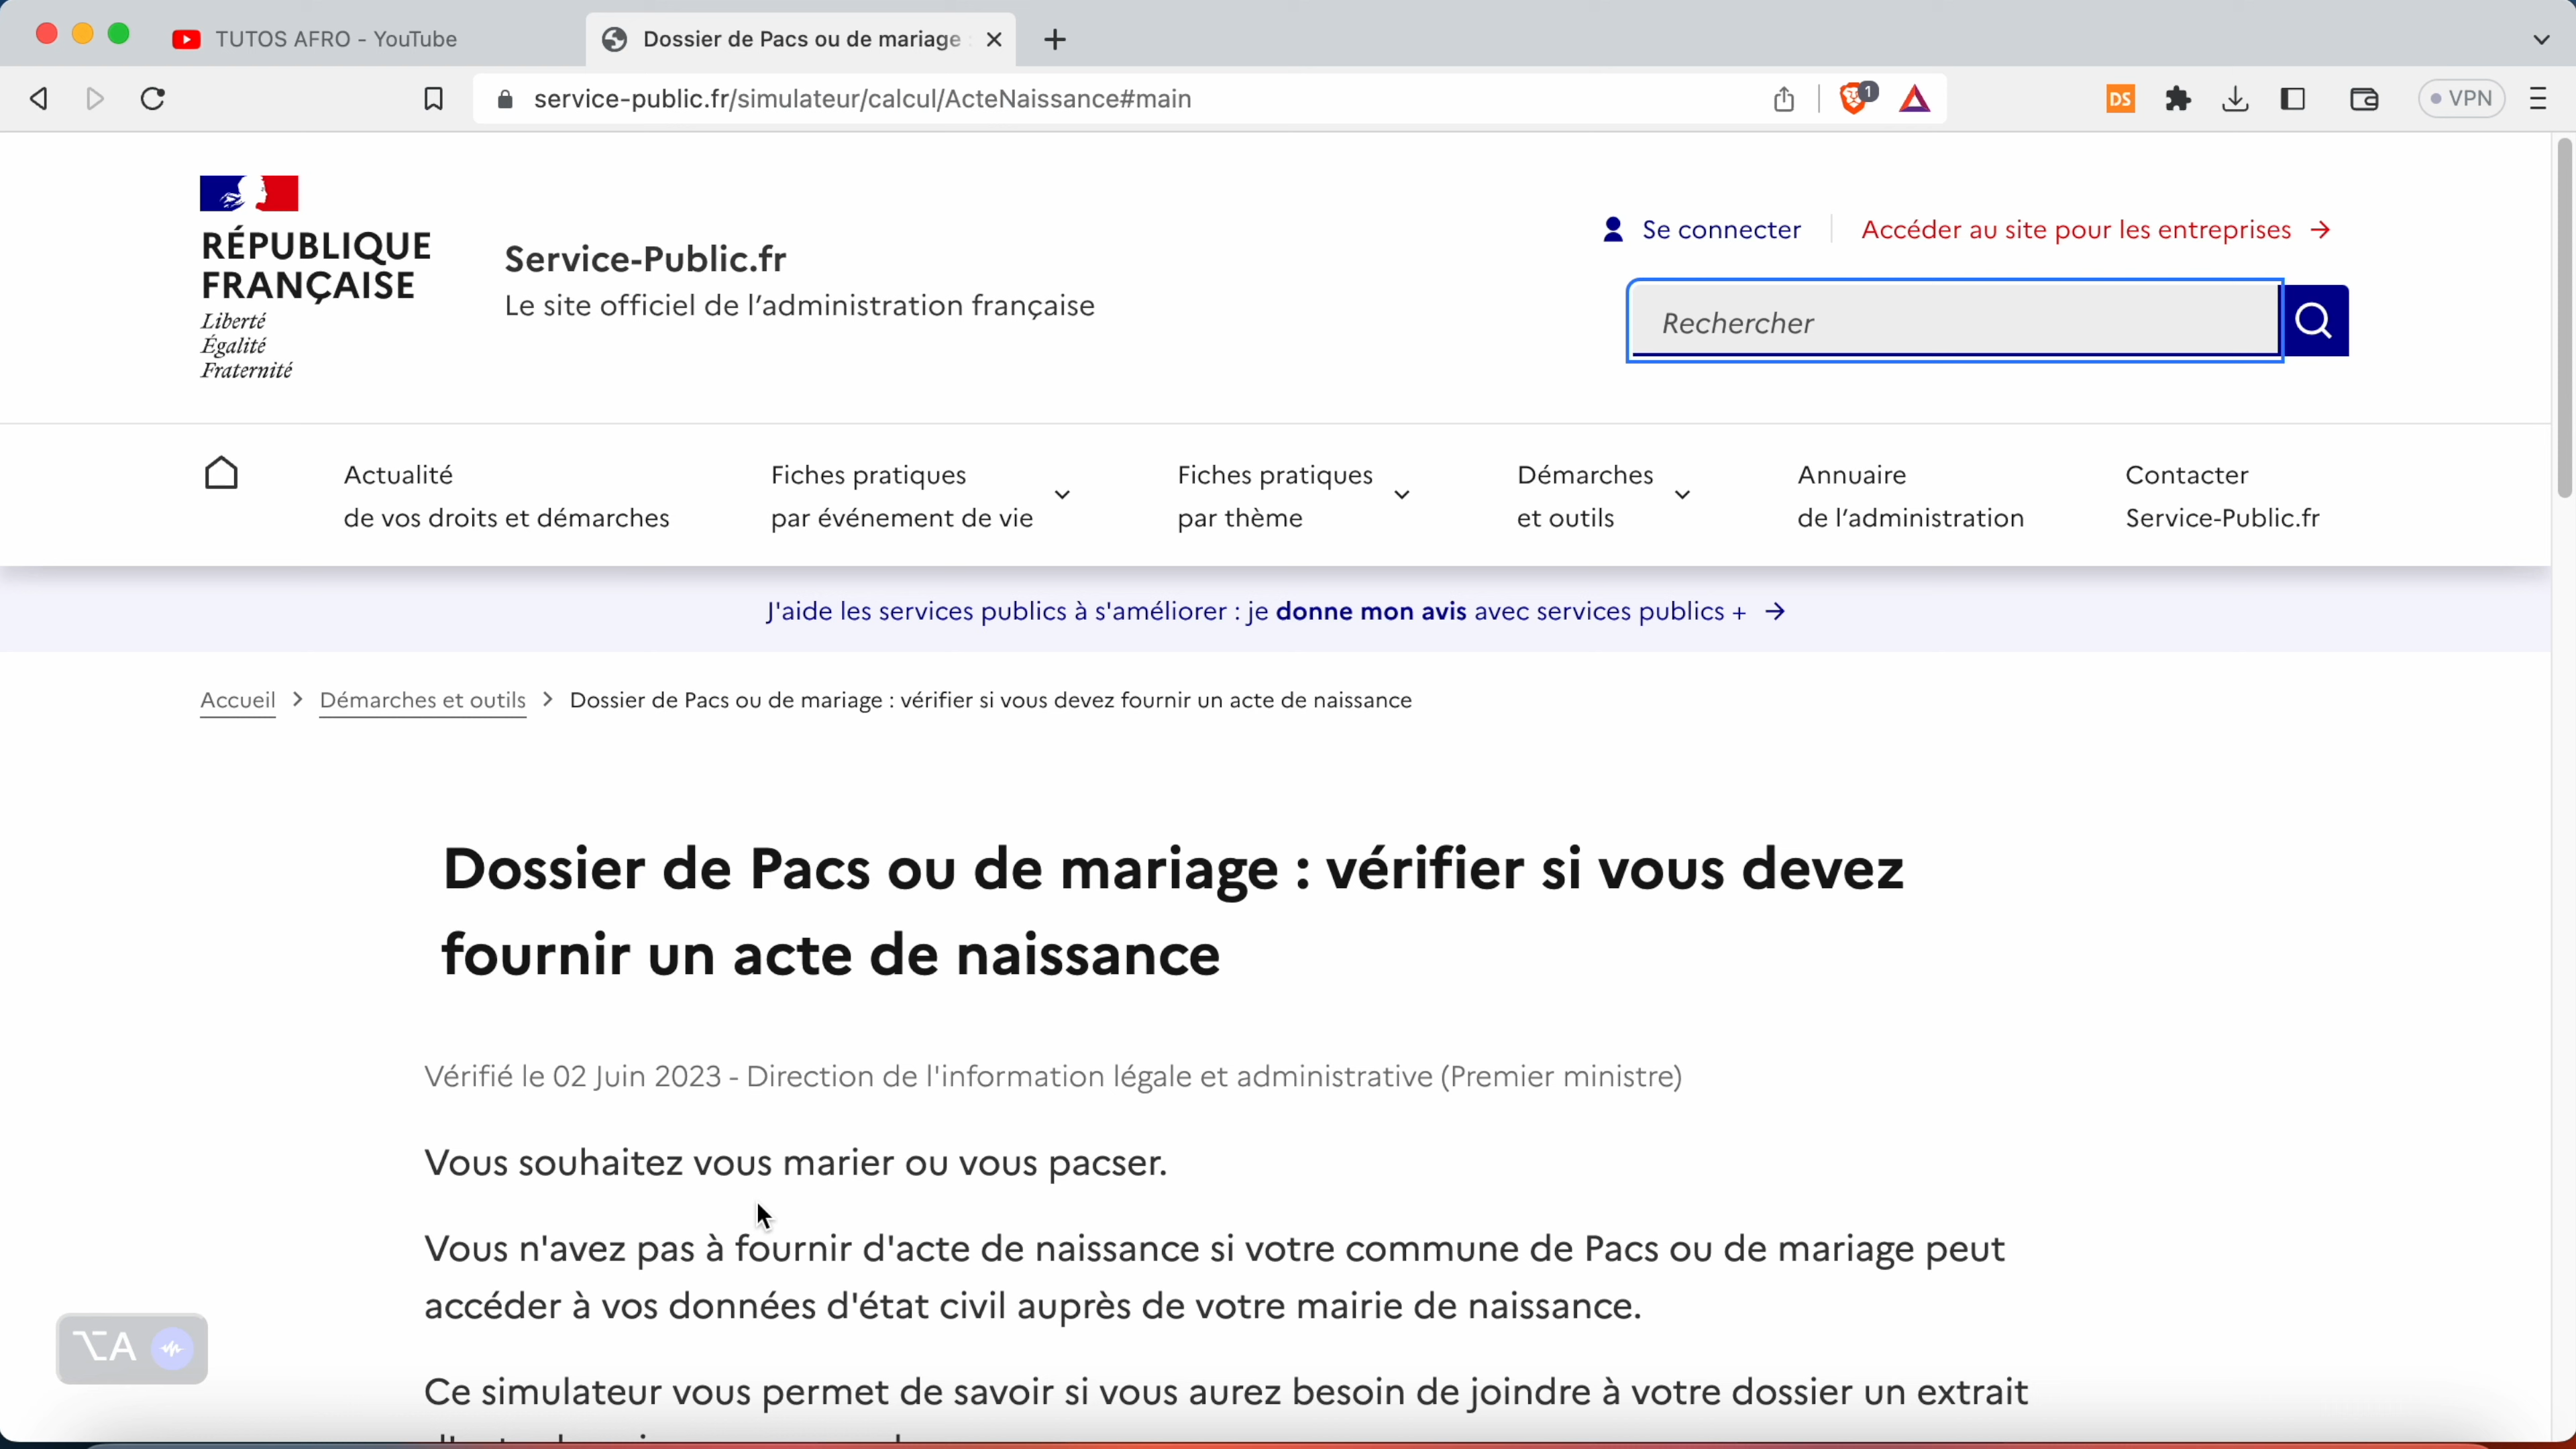 TUTOS AFRO - YouTube
Dossier de Pacs ou de mariage
service-public.fr/simulateur/calcul/ActeNaissance#main
1
DS
VPN
RÉPUBLIQUE
FRANÇAISE
Liberté
Égalité
Fraternité
Service-Public.fr
Le site officiel de l’administration française
Se connecter
Accéder au site pour les entreprises
Rechercher
Actualité
de vos droits et démarches
Fiches pratiques
par événement de vie
Fiches pratiques
par thème
Démarches
et outils
Annuaire
de l’administration
Contacter
Service-Public.fr
J'aide les services publics à s'améliorer : je donne mon avis avec services publics +
Accueil > Démarches et outils > Dossier de Pacs ou de mariage : vérifier si vous devez fournir un acte de naissance
Dossier de Pacs ou de mariage : vérifier si vous devez
fournir un acte de naissance
Vérifié le 02 Juin 2023 - Direction de l'information légale et administrative (Premier ministre)
Vous souhaitez vous marier ou vous pacser.
Vous n'avez pas à fournir d'acte de naissance si votre commune de Pacs ou de mariage peut
accéder à vos données d'état civil auprès de votre mairie de naissance.
Ce simulateur vous permet de savoir si vous aurez besoin de joindre à votre dossier un extrait
⌥A